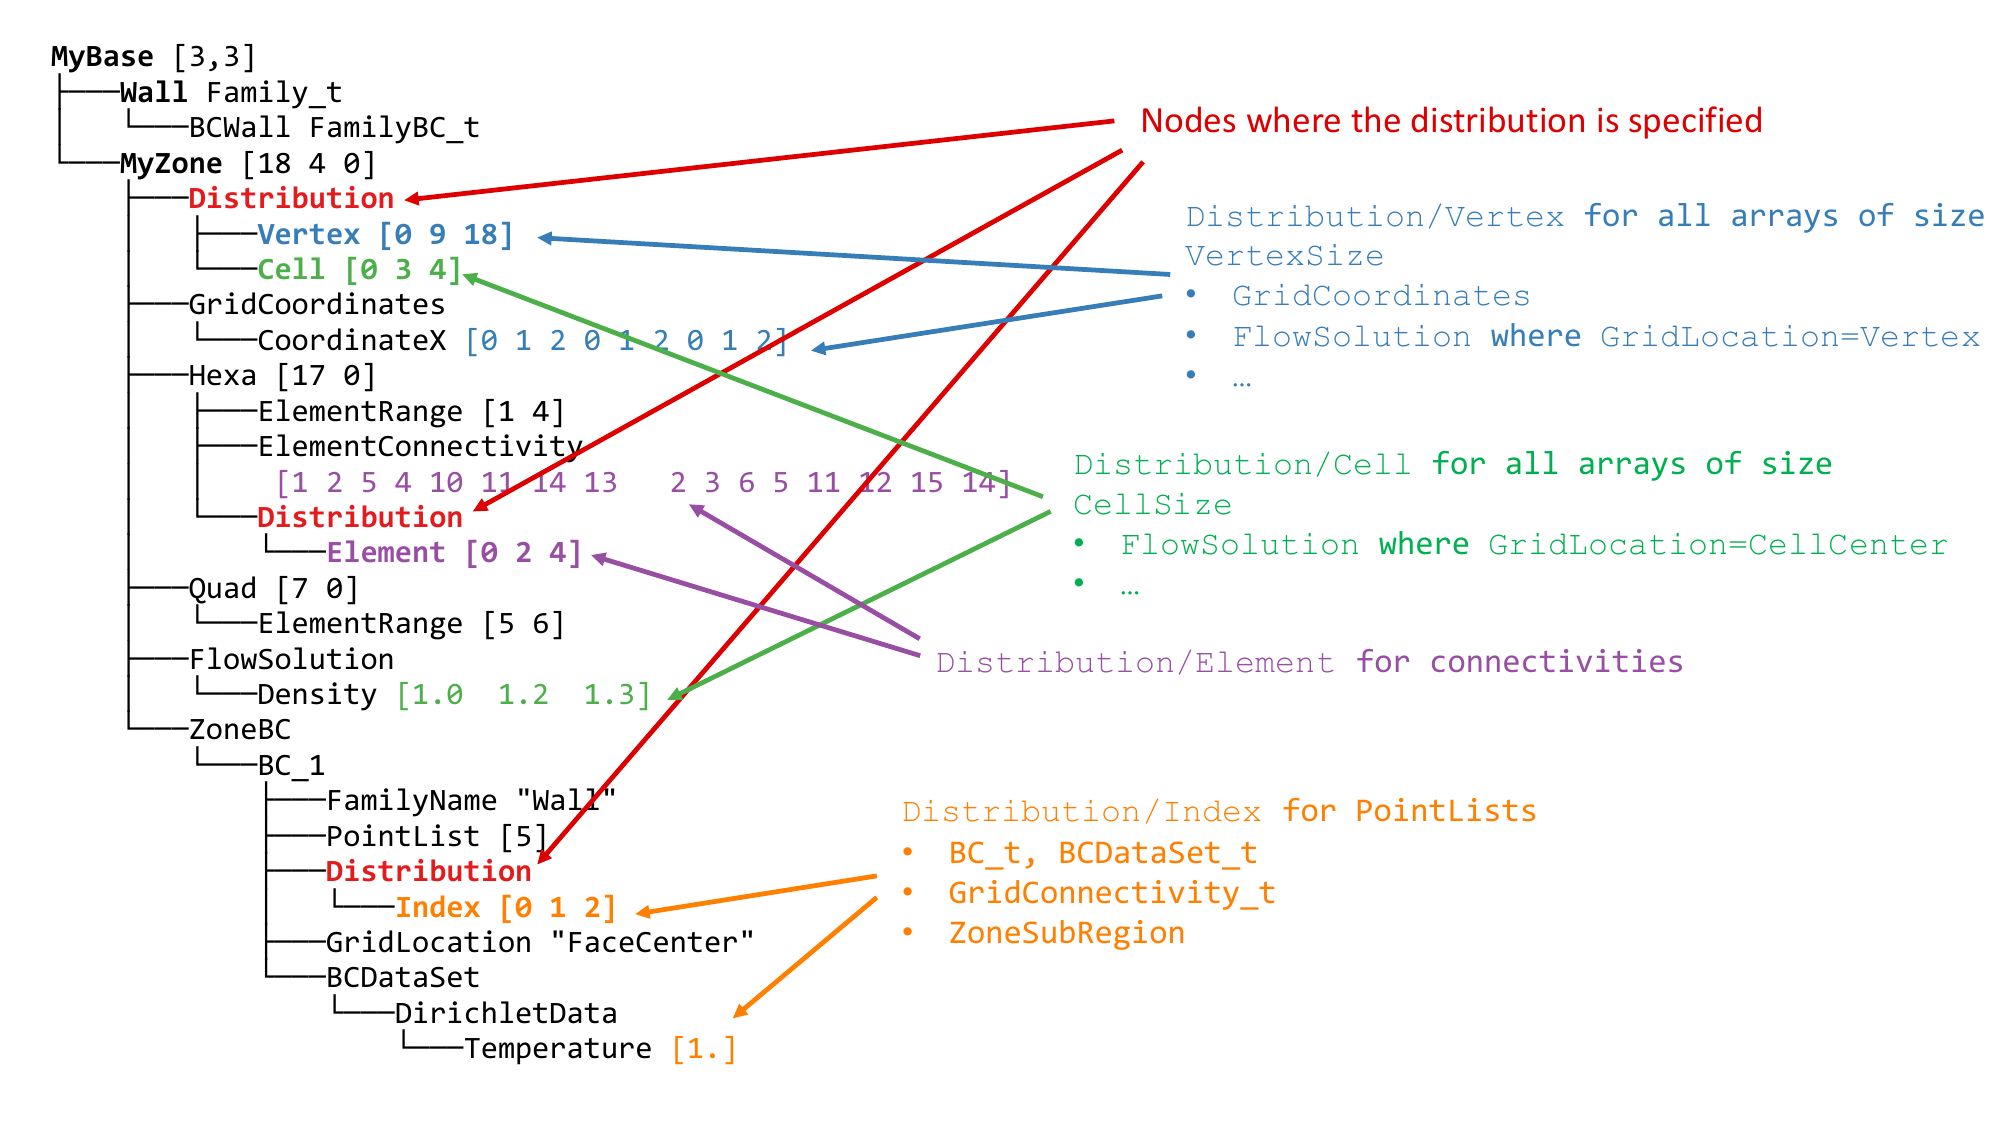 MyBase [3,3]
Wall Family_t
BCWall FamilyBC_t
MyZone [18 4 0]
Distribution
Vertex [0 9 18]
Cell [0 3 4]
GridCoordinates
CoordinateX [0 1 2 0 1 2 0 1 2]
Hexa [17 0]
ElementRange [1 4]
ElementConnectivity
[1 2 5 4 10 11 14 13 2 3 6 5 11 12 15 14]
Distribution
Element [0 2 4]
Quad [7 0]
ElementRange [5 6]
FlowSolution
Density [1.0 1.2 1.3]
ZoneBC
BC_1
FamilyName "Wall"
PointList [5]
Distribution
Index [0 1 2]
GridLocation "FaceCenter"
BCDataSet
DirichletData
Temperature [1.]
Nodes where the distribution is specified
Distribution/Vertex for all arrays of size
VertexSize
• GridCoordinates
• FlowSolution where GridLocation=Vertex
• …
Distribution/Cell for all arrays of size
CellSize
• FlowSolution where GridLocation=CellCenter
• …
Distribution/Element for connectivities
Distribution/Index for PointLists
• BC_t, BCDataSet_t
• GridConnectivity_t
• ZoneSubRegion